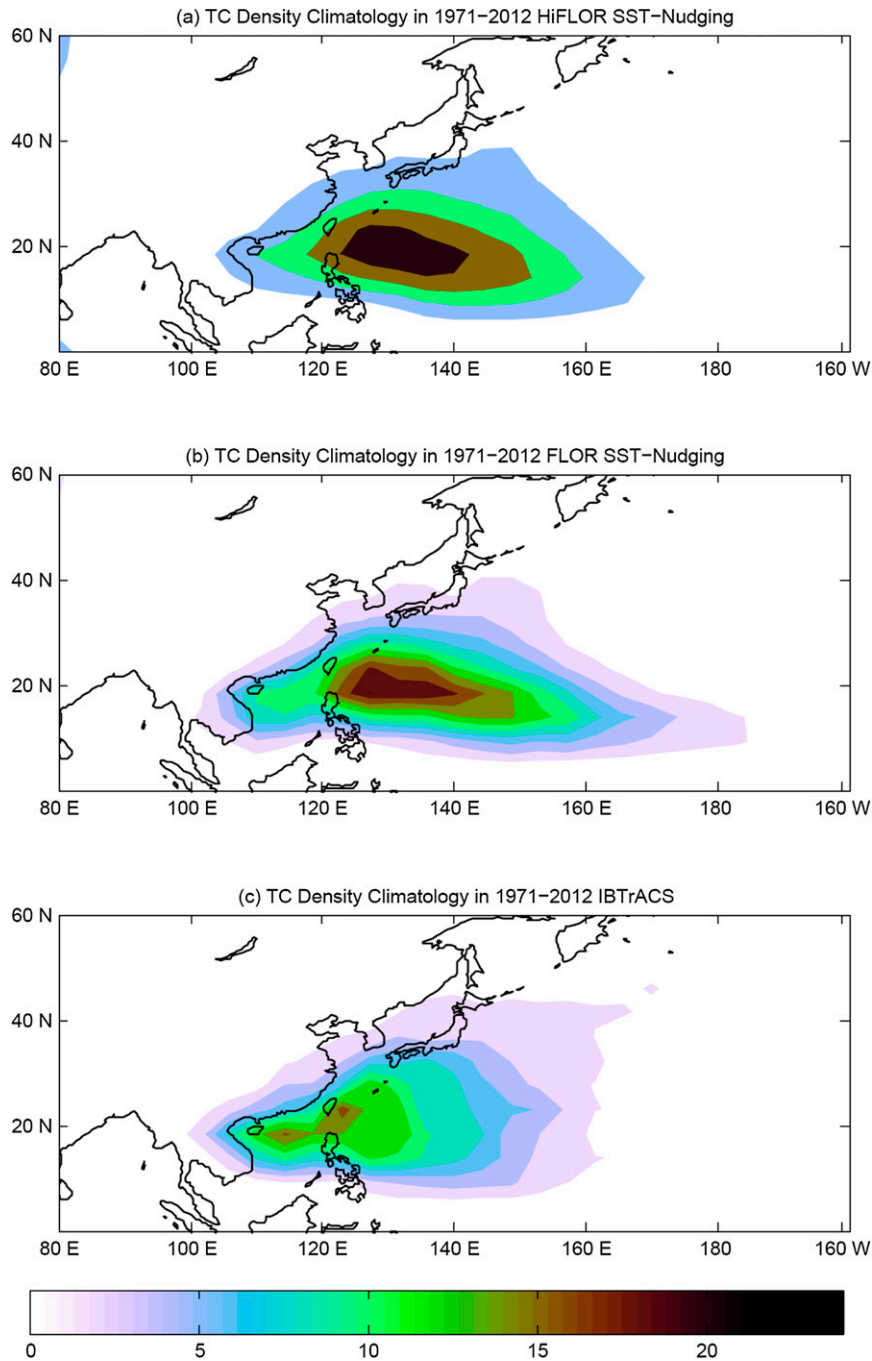 (a) TC Density Climatology in 1971−2012 HiFLOR SST−Nudging
60 N
40 N
20 N
80 E 100 E 120 E 140 E 160 E 180 160 W
(b) TC Density Climatology in 1971−2012 FLOR SST−Nudging
60 N
40 N
20 N
80 E 100 E 120 E 140 E 160 E 180 160 W
(c) TC Density Climatology in 1971−2012 IBTrACS
60 N
40 N
20 N
80 E 100 E 120 E 140 E 160 E 180 160 W
0 5 10 15 20